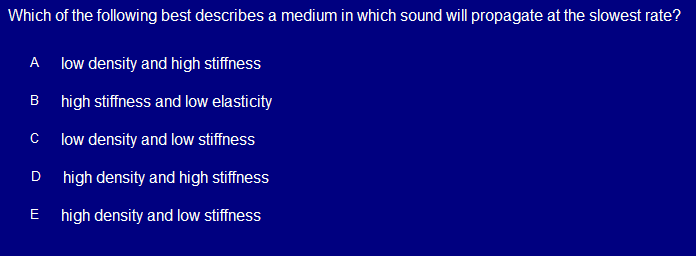 Which of the following best describes a medium in which sound will propagate at the slowest rate?
A low density and high stiffness
B high stiffness and low elasticity
C low density and low stiffness
D high density and high stiffness
E high density and low stiffness